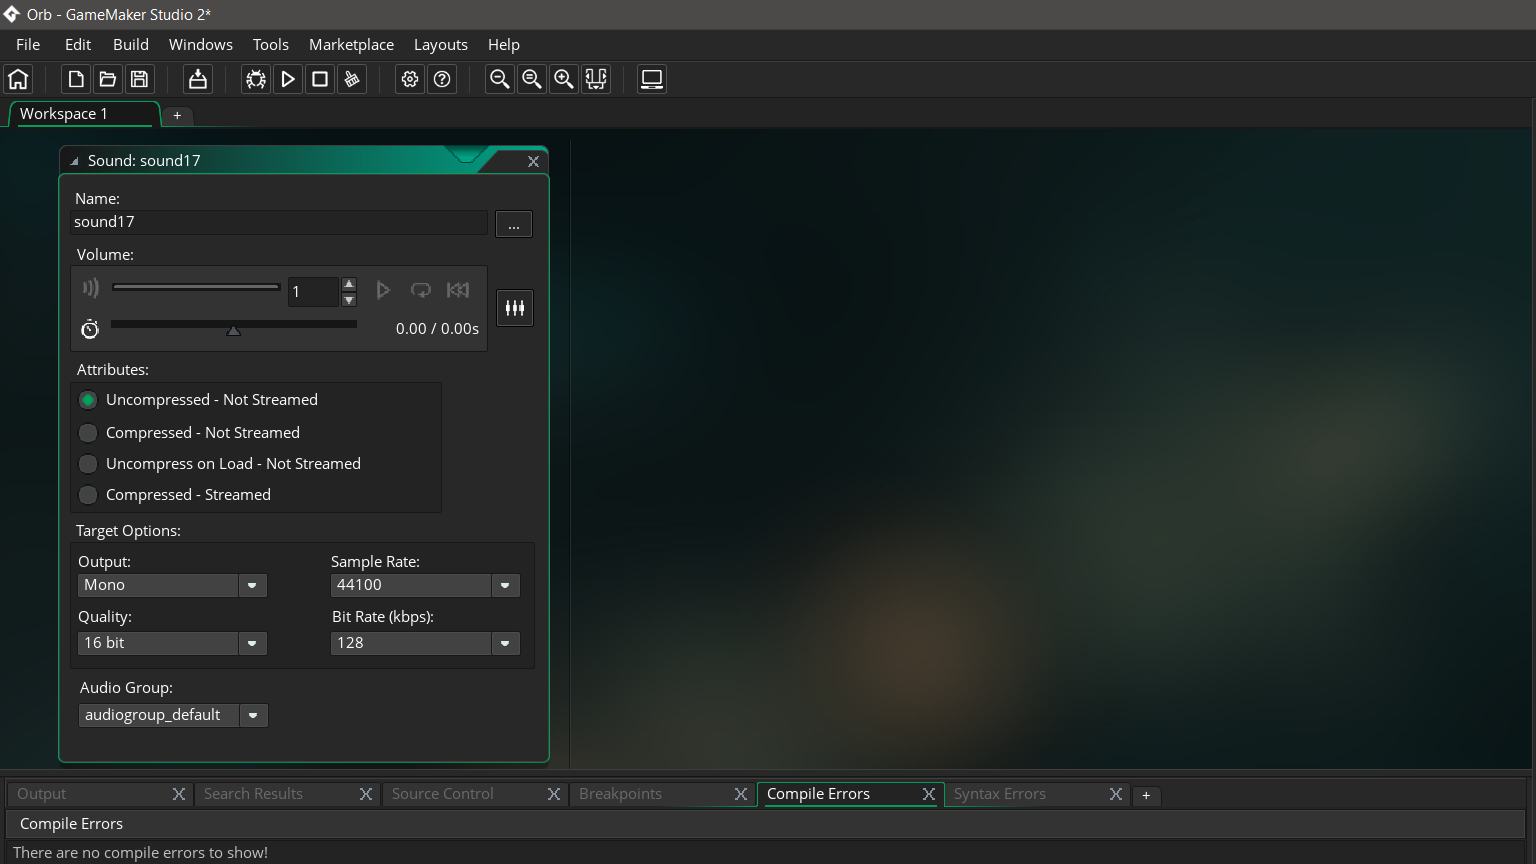 Orb - GameMaker Studio 2*
File Edit Build Windows Tools Marketplace Layouts Help
Workspace 1 +
Sound: sound17
Name:
sound17 ...
Volume:
1
0.00 / 0.00s
Attributes:
Uncompressed - Not Streamed
Compressed - Not Streamed
Uncompress on Load - Not Streamed
Compressed - Streamed
Target Options:
Output: Sample Rate:
Mono 44100
Quality: Bit Rate (kbps):
16 bit 128
Audio Group:
audiogroup_default
Output Search Results Source Control Breakpoints Compile Errors Syntax Errors +
Compile Errors
There are no compile errors to show!